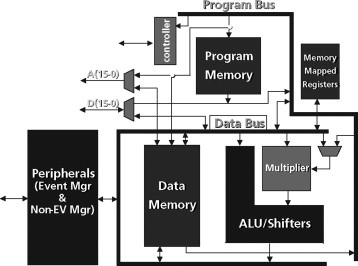 Program Bus
controller
Program
Memory
Memory
Mapped
Registers
A(15-0)
D(15-0)
Data Bus
Peripherals
(Event Mgr
&
Non-EV Mgr)
Data
Memory
Multiplier
ALU/Shifters